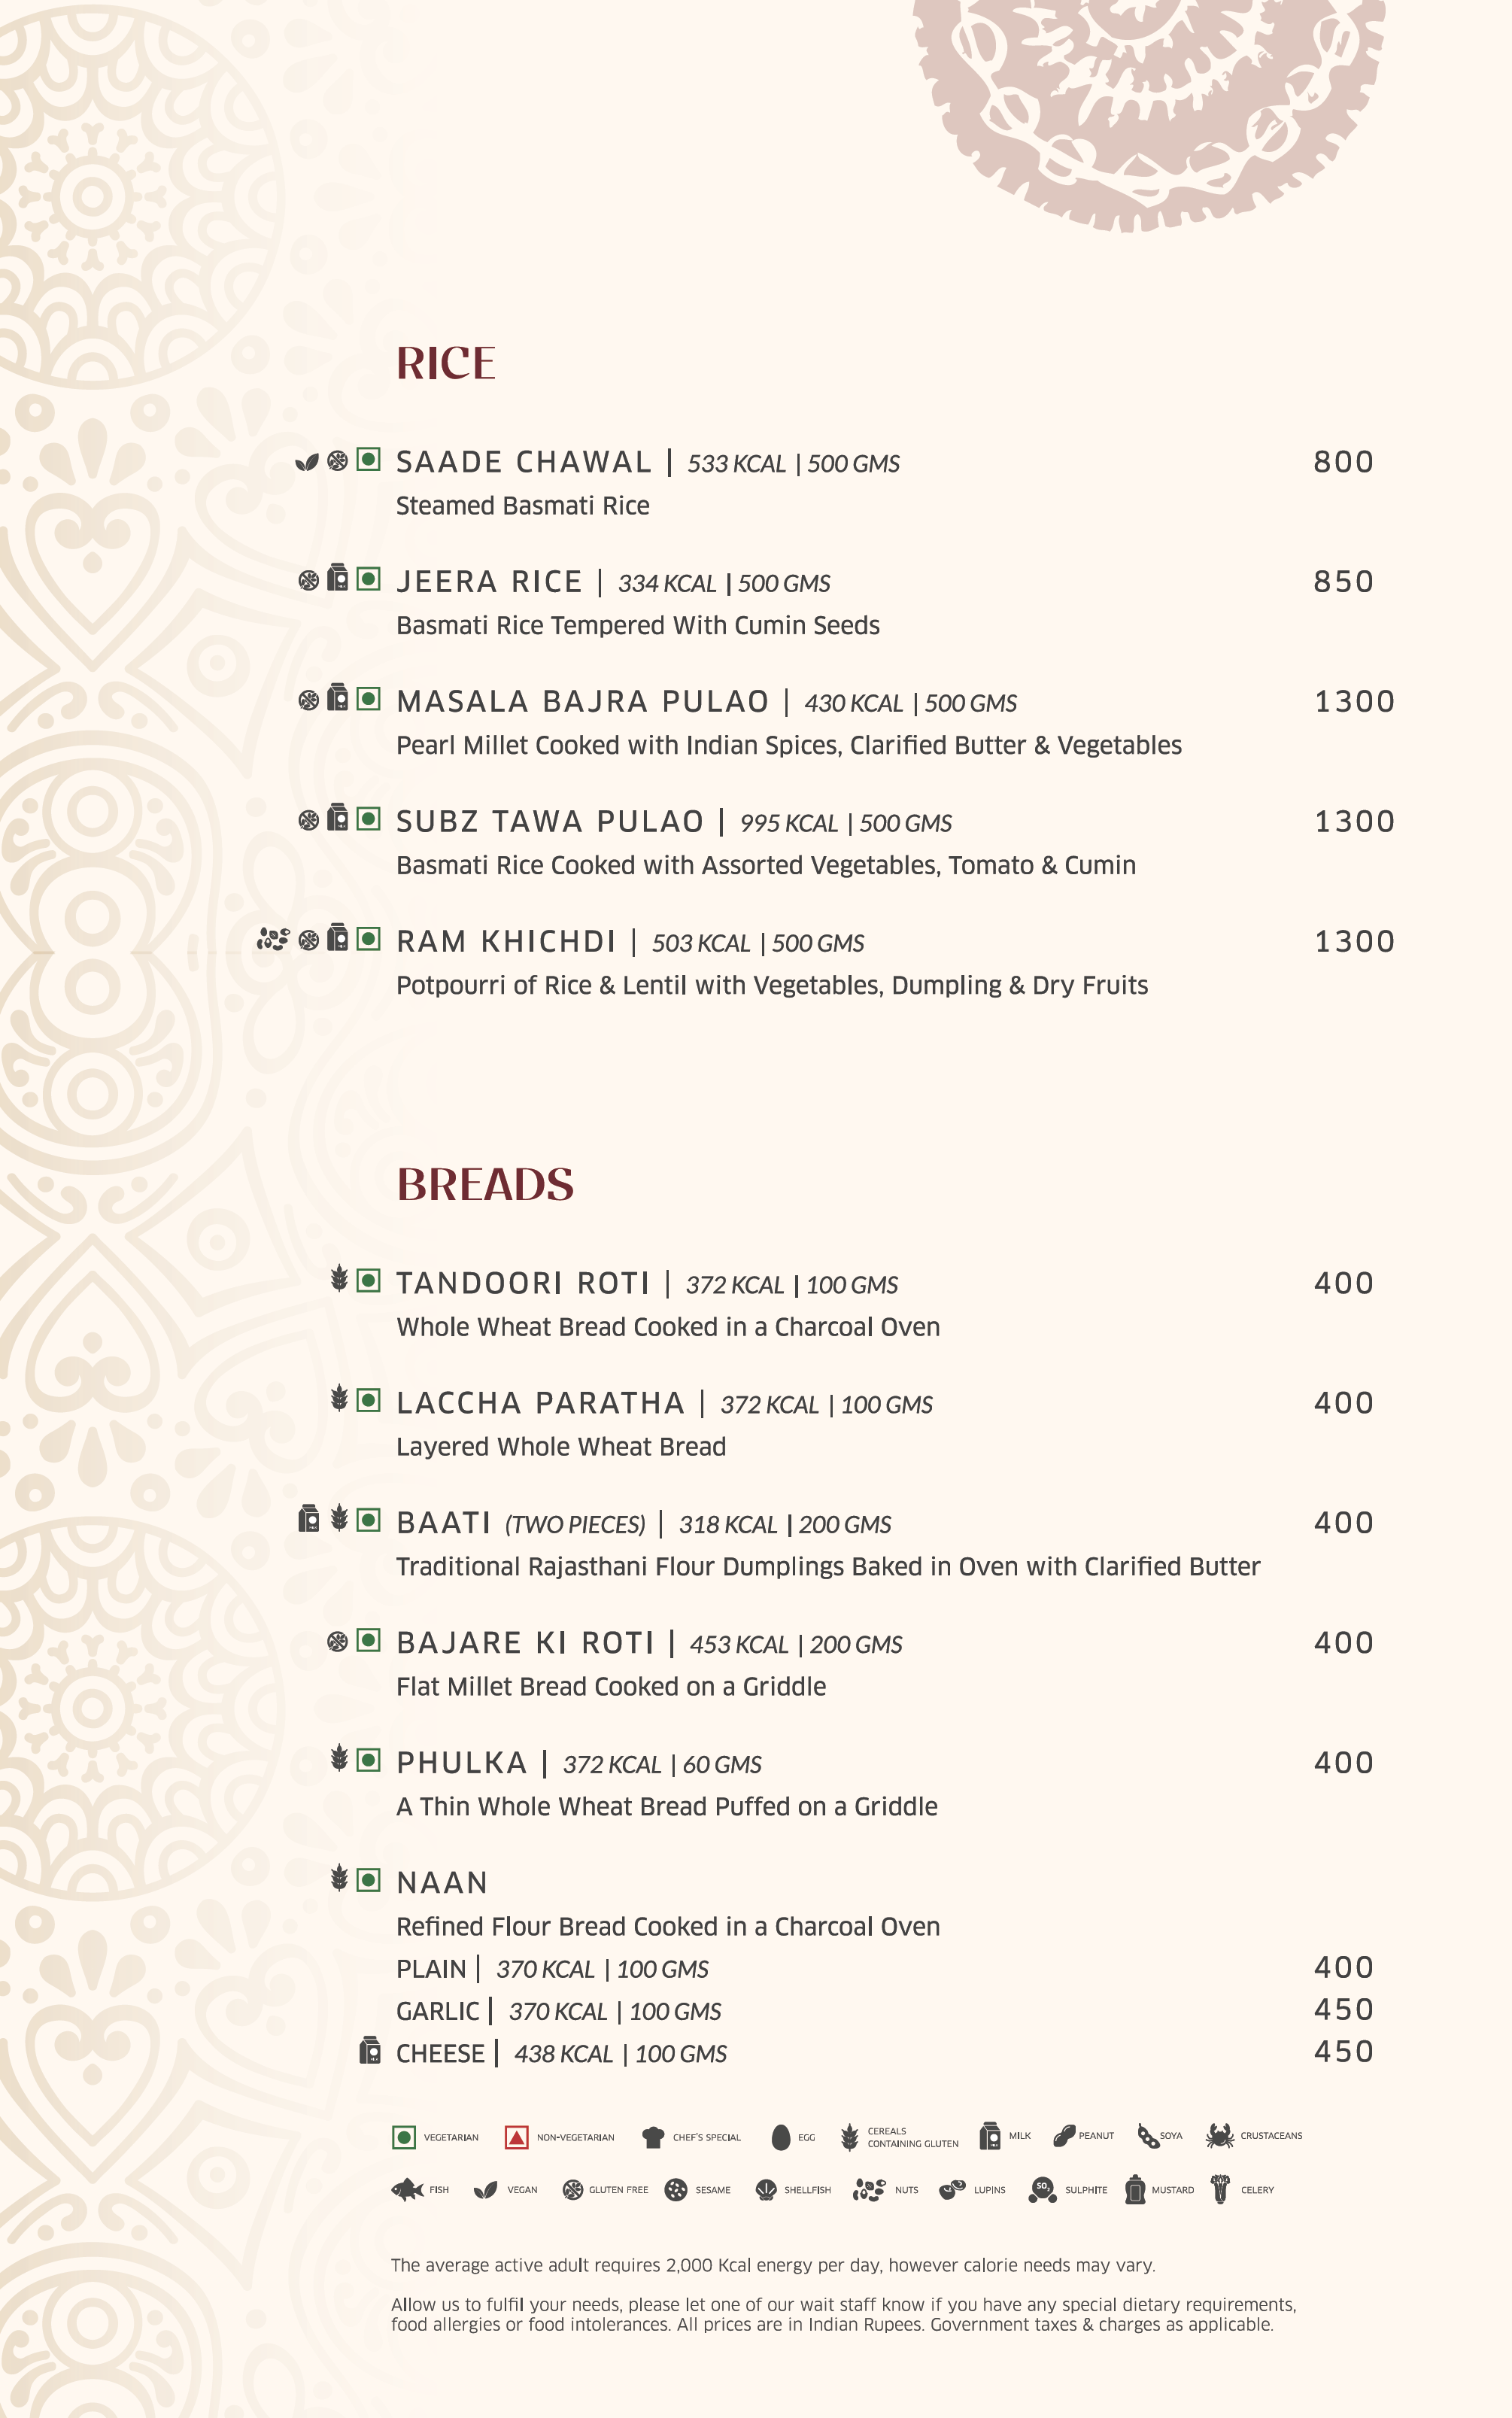 RICE
SAADE CHAWAL | 533 KCAL | 500 GMS 800
Steamed Basmati Rice
JEERA RICE | 334 KCAL | 500 GMS 850
Basmati Rice Tempered With Cumin Seeds
MASALA BAJRA PULAO | 430 KCAL | 500 GMS 1300
Pearl Millet Cooked with Indian Spices, Clarified Butter & Vegetables
SUBZ TAWA PULAO | 995 KCAL | 500 GMS 1300
Basmati Rice Cooked with Assorted Vegetables, Tomato & Cumin
RAM KHICHDI | 503 KCAL | 500 GMS 1300
Potpourri of Rice & Lentil with Vegetables, Dumpling & Dry Fruits
BREADS
TANDOORI ROTI | 372 KCAL | 100 GMS 400
Whole Wheat Bread Cooked in a Charcoal Oven
LACCHA PARATHA | 372 KCAL | 100 GMS 400
Layered Whole Wheat Bread
BAATI (TWO PIECES) | 318 KCAL | 200 GMS 400
Traditional Rajasthani Flour Dumplings Baked in Oven with Clarified Butter
BAJARE KI ROTI | 453 KCAL | 200 GMS 400
Flat Millet Bread Cooked on a Griddle
PHULKA | 372 KCAL | 60 GMS 400
A Thin Whole Wheat Bread Puffed on a Griddle
NAAN
Refined Flour Bread Cooked in a Charcoal Oven
PLAIN | 370 KCAL | 100 GMS 400
GARLIC | 370 KCAL | 100 GMS 450
CHEESE | 438 KCAL | 100 GMS 450
VEGETARIAN NON-VEGETARIAN CHEF'S SPECIAL EGG CEREALS CONTAINING GLUTEN MILK PEANUT SOYA CRUSTACEANS
FISH VEGAN GLUTEN FREE SESAME SHELLFISH NUTS LUPINS SO₂ SULPHITE MUSTARD CELERY
The average active adult requires 2,000 Kcal energy per day, however calorie needs may vary.
Allow us to fulfil your needs, please let one of our wait staff know if you have any special dietary requirements,
food allergies or food intolerances. All prices are in Indian Rupees. Government taxes & charges as applicable.